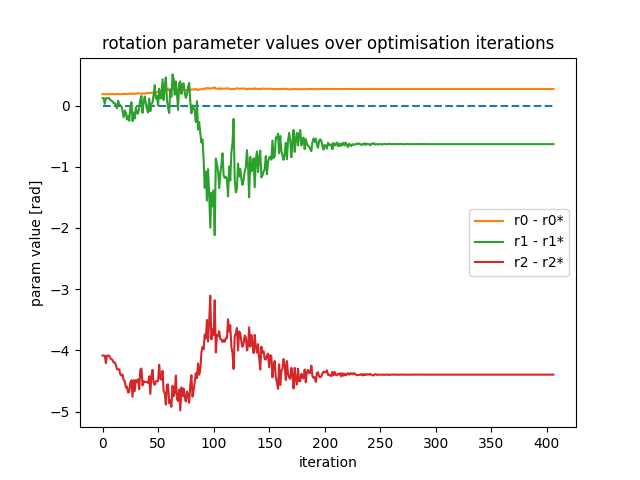 rotation parameter values over optimisation iterations
param value [rad]
0
−1
−2
−3
−4
−5
r0 - r0*
r1 - r1*
r2 - r2*
0 50 100 150 200 250 300 350 400
iteration